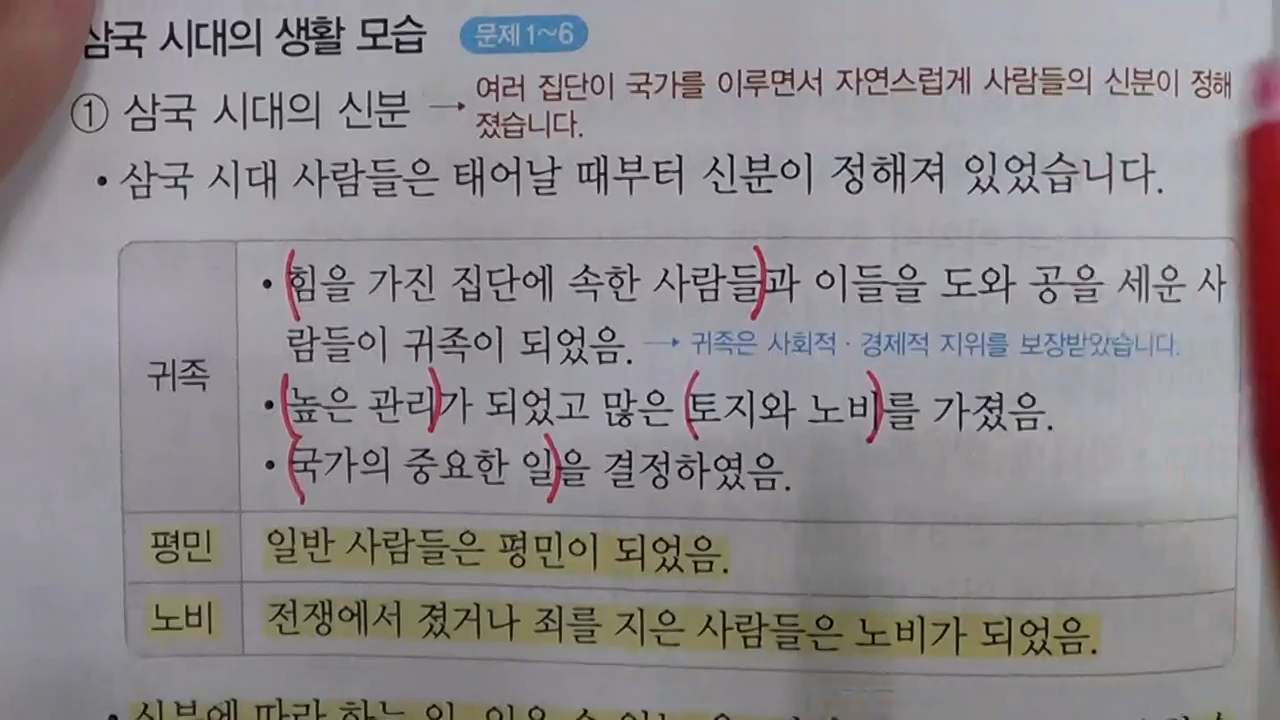 삼국 시대의 생활 모습 문제 1~6
① 삼국 시대의 신분 → 여러 집단이 국가를 이루면서 자연스럽게 사람들의 신분이 정해
졌습니다.
• 삼국 시대 사람들은 태어날 때부터 신분이 정해져 있었습니다.
귀족
• 힘을 가진 집단에 속한 사람들과 이들을 도와 공을 세운 사
람들이 귀족이 되었음. → 귀족은 사회적·경제적 지위를 보장받았습니다.
• 높은 관리가 되었고 많은 토지와 노비를 가졌음.
• 국가의 중요한 일을 결정하였음.
평민 일반 사람들은 평민이 되었음.
노비 전쟁에서 졌거나 죄를 지은 사람들은 노비가 되었음.
• 신분에 따라 하는 일